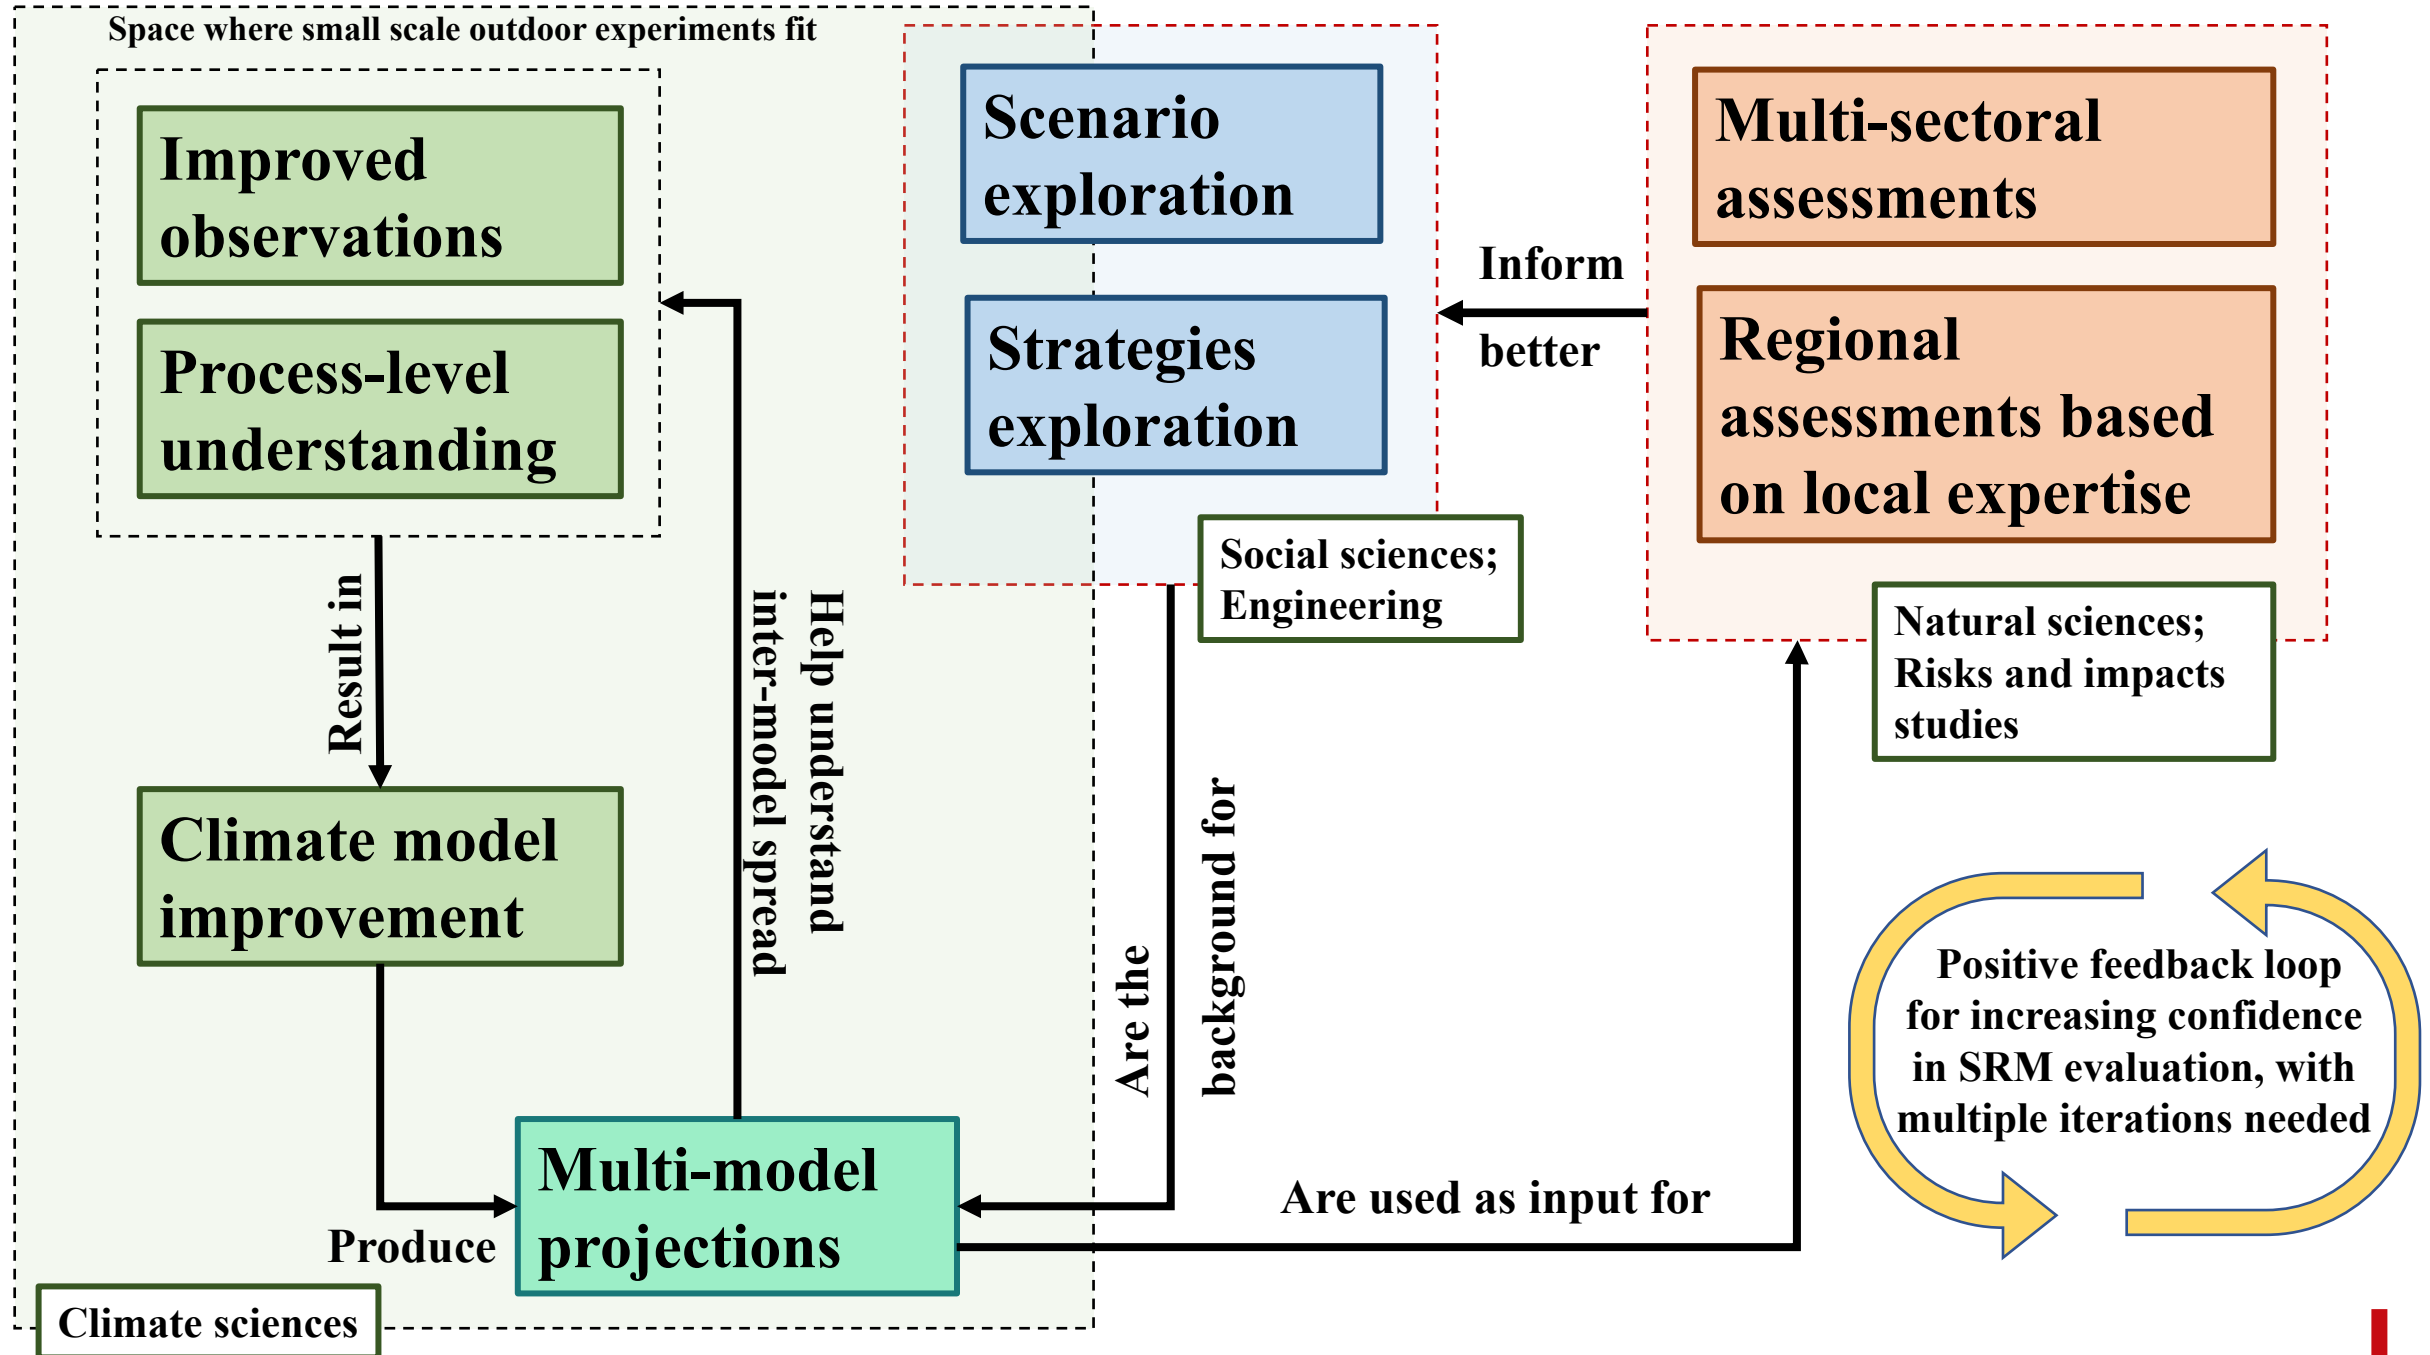 Space where small scale outdoor experiments fit
Improved
observations
Process-level
understanding
Result in
Climate model
improvement
Produce
Multi-model
projections
Help understand
inter-model spread
Climate sciences
Scenario
exploration
Strategies
exploration
Social sciences;
Engineering
Are the
background for
Inform
better
Multi-sectoral
assessments
Regional
assessments based
on local expertise
Natural sciences;
Risks and impacts
studies
Are used as input for
Positive feedback loop
for increasing confidence
in SRM evaluation, with
multiple iterations needed